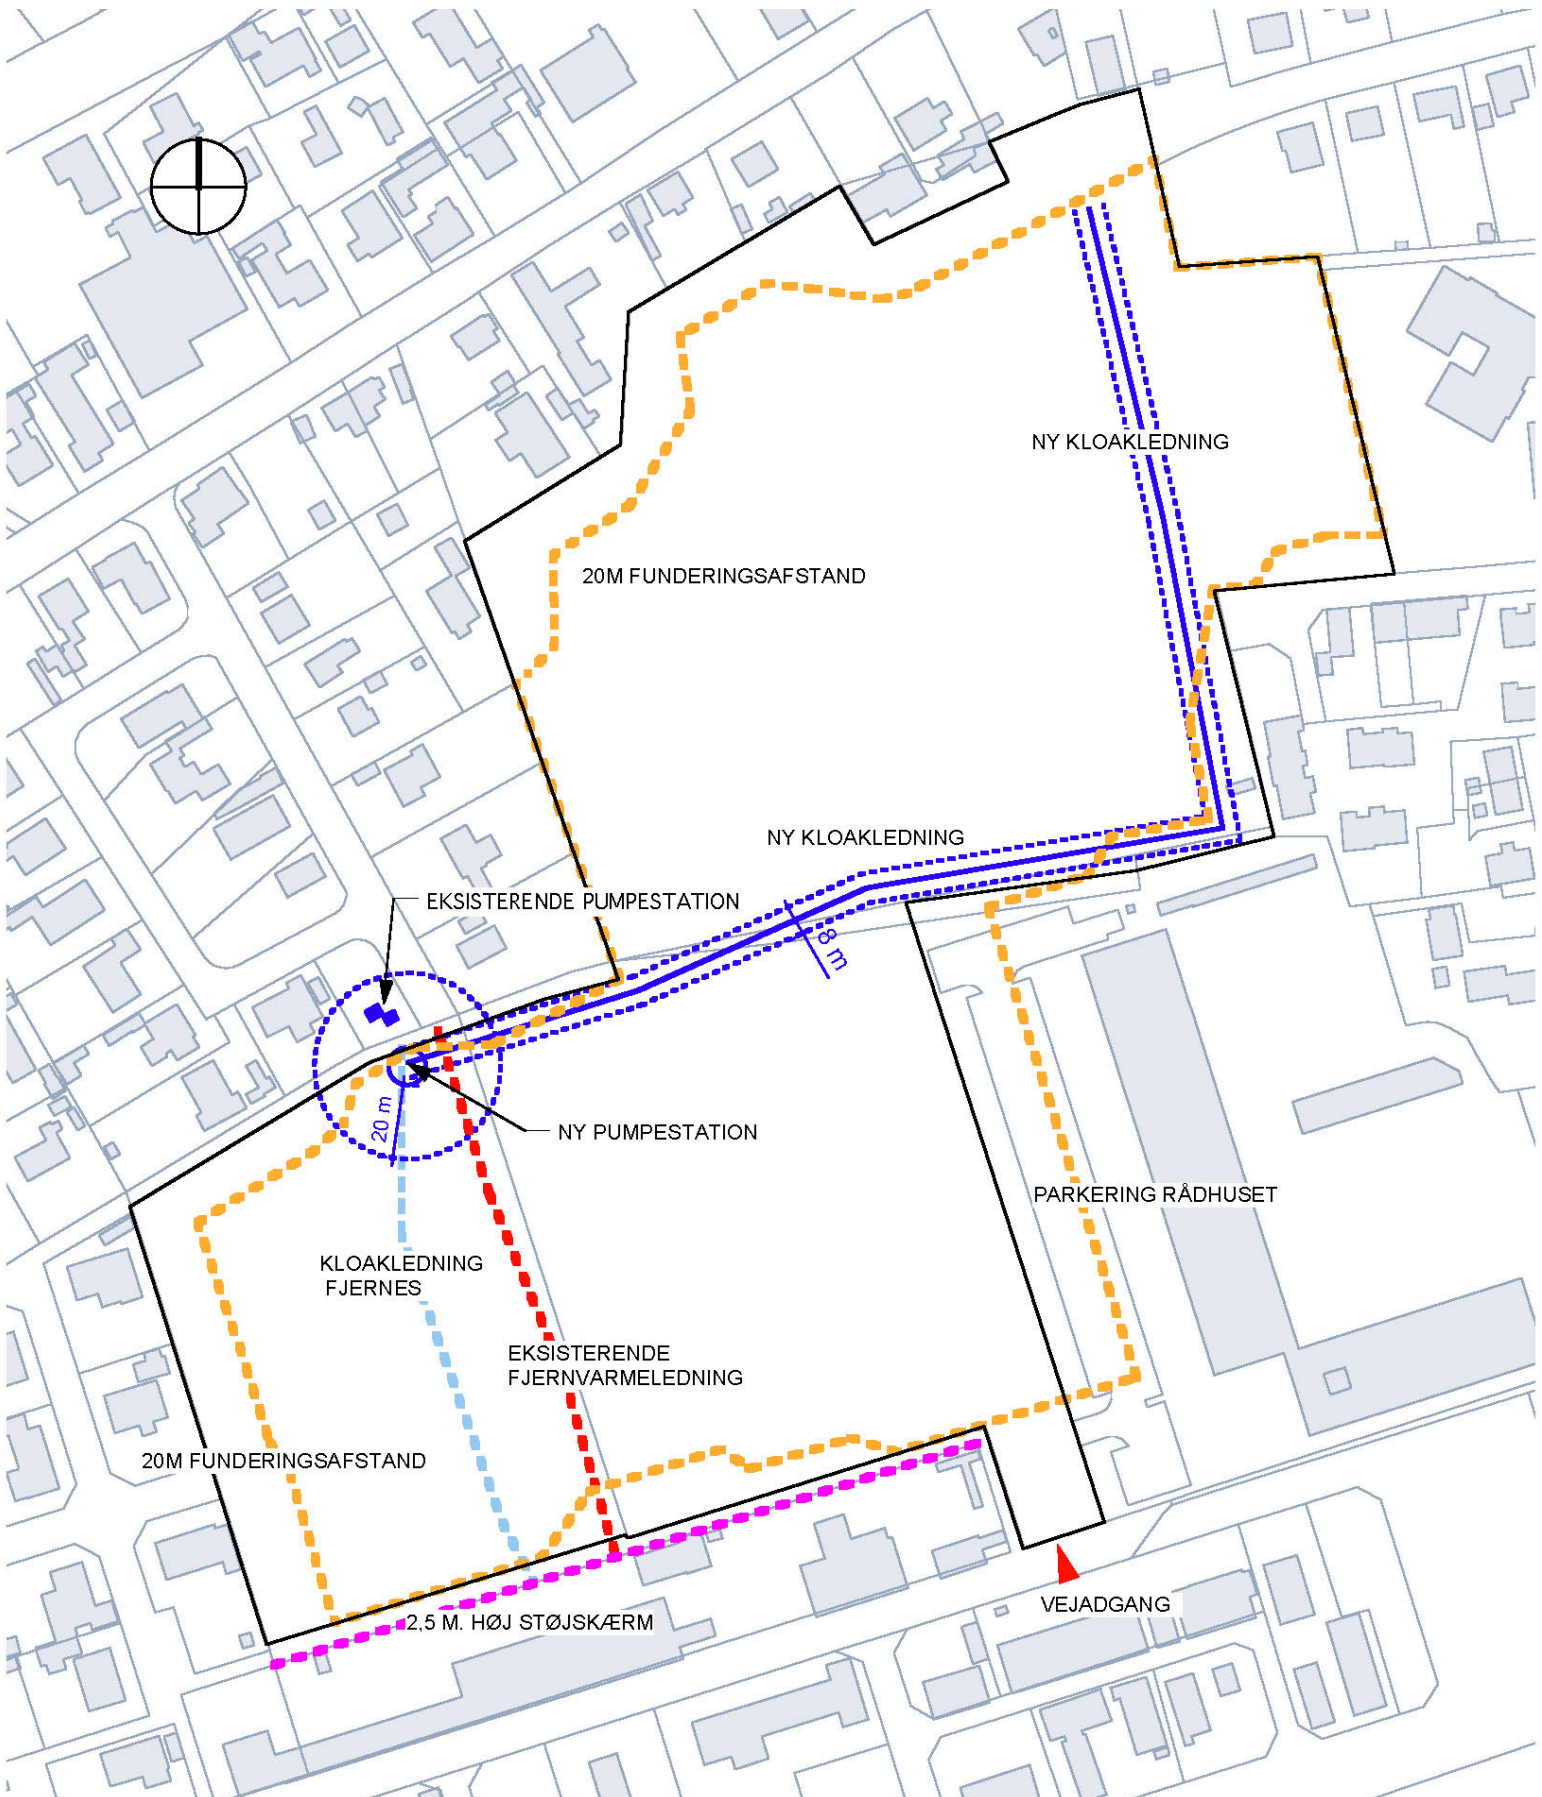 NY KLOAKLEDNING
20M FUNDERINGSAFSTAND
NY KLOAKLEDNING
EKSISTERENDE PUMPESTATION
8 m
20 m
NY PUMPESTATION
PARKERING RÅDHUSET
KLOAKLEDNING
FJERNES
EKSISTERENDE
FJERNVARMELEDNING
20M FUNDERINGSAFSTAND
VEJADGANG
2,5 M. HØJ STØJSKÆRM